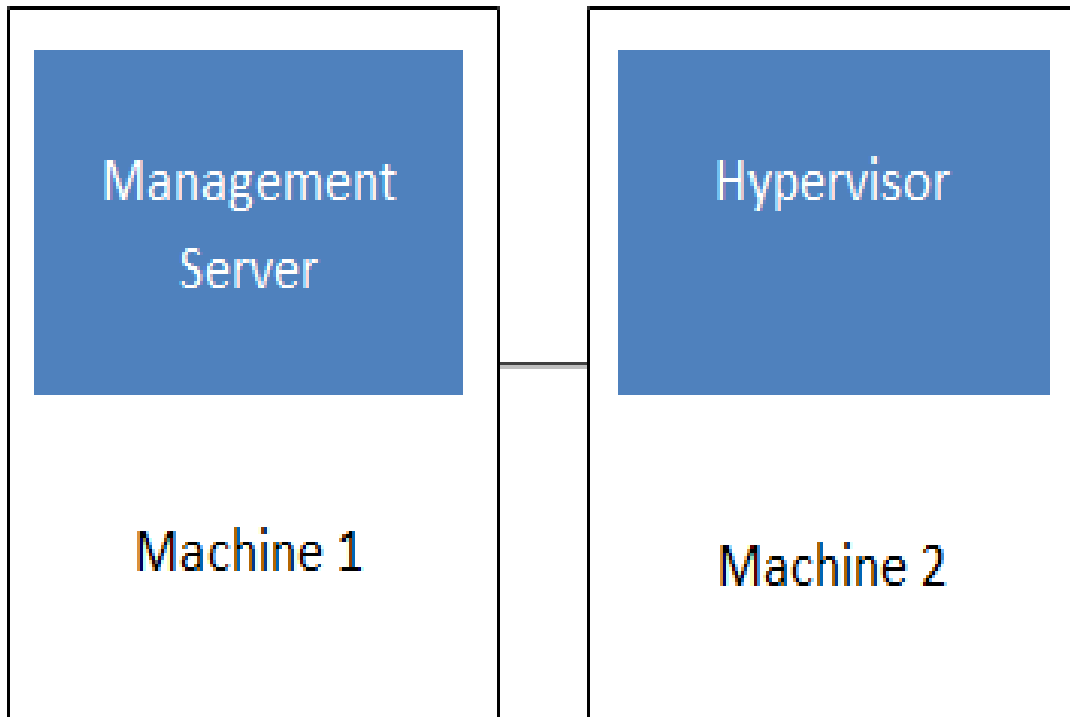 Management
Server
Machine 1
Hypervisor
Machine 2